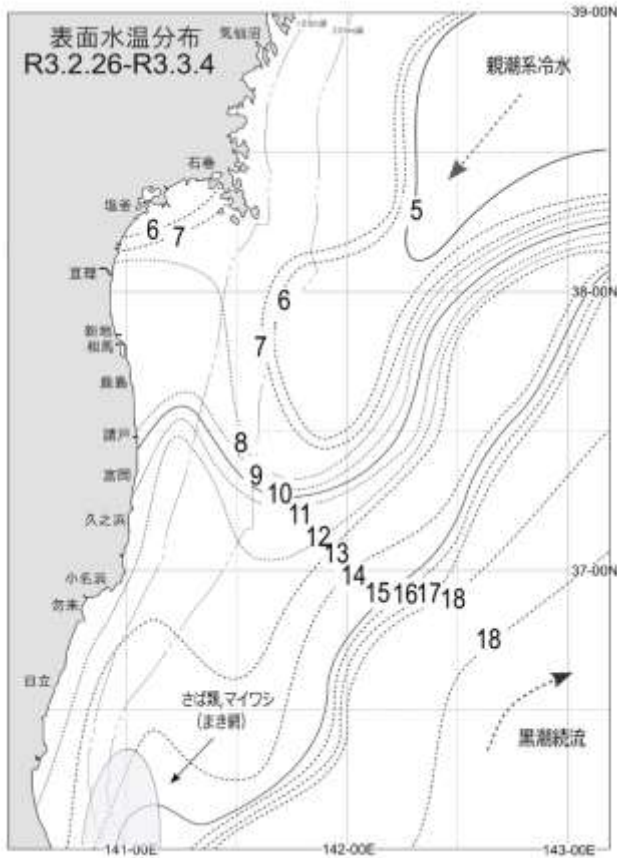 表面水温分布
R3.2.26-R3.3.4
気仙沼
39-00N
親潮系冷水
石巻
塩釜
5
6
7
亘理
38-00N
6
新地
相馬
7
鹿島
請戸
8
富岡
9
10
久之浜
11
12
13
小名浜
14
37-00N
勿来
15
16
17
18
18
日立
さば類,マイワシ
(まき網)
黒潮続流
141-00E
142-00E
143-00E